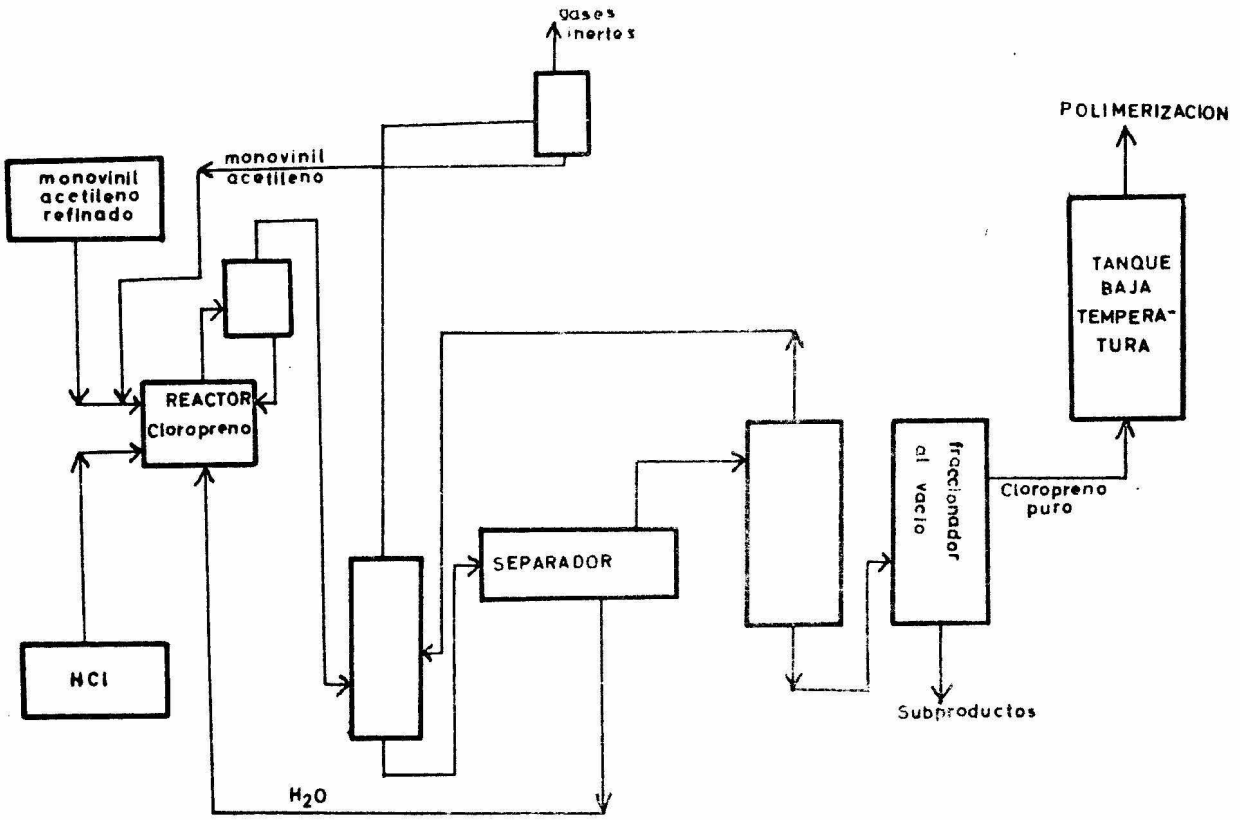 gases
inertes
POLIMERIZACION
monovinil
acetileno
monovinil
acetileno
refinado
TANQUE
BAJA
TEMPERA-
TURA
REACTOR
Cloropreno
fraccionador
al vacio
Cloropreno
puro
SEPARADOR
HCl
Subproductos
H₂O